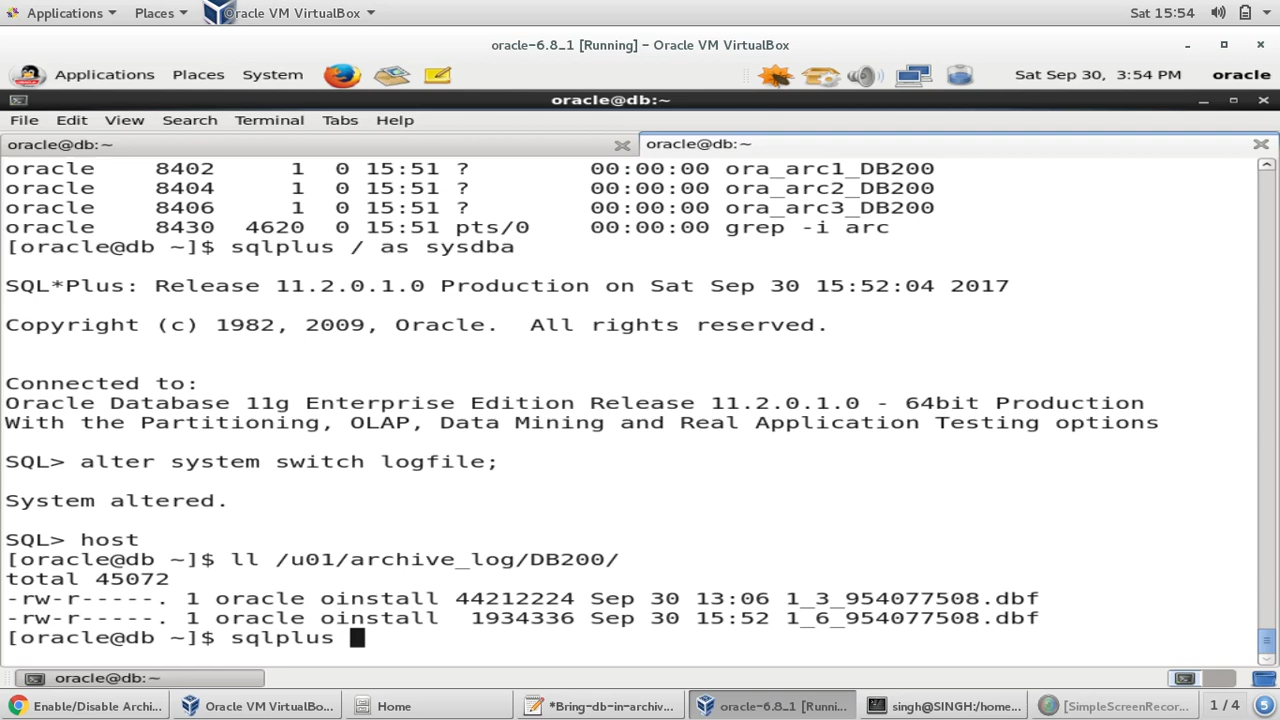 Applications Places Oracle VM VirtualBox Sat 15:54
oracle-6.8_1 [Running] - Oracle VM VirtualBox
Applications Places System Sat Sep 30, 3:54 PM oracle
oracle@db:~
File Edit View Search Terminal Tabs Help
oracle@db:~ oracle@db:~
oracle 8402 1 0 15:51 ? 00:00:00 ora_arc1_DB200
oracle 8404 1 0 15:51 ? 00:00:00 ora_arc2_DB200
oracle 8406 1 0 15:51 ? 00:00:00 ora_arc3_DB200
oracle 8430 4620 0 15:51 pts/0 00:00:00 grep -i arc
[oracle@db ~]$ sqlplus / as sysdba
SQL*Plus: Release 11.2.0.1.0 Production on Sat Sep 30 15:52:04 2017
Copyright (c) 1982, 2009, Oracle. All rights reserved.
Connected to:
Oracle Database 11g Enterprise Edition Release 11.2.0.1.0 - 64bit Production
With the Partitioning, OLAP, Data Mining and Real Application Testing options
SQL> alter system switch logfile;
System altered.
SQL> host
[oracle@db ~]$ ll /u01/archive_log/DB200/
total 45072
-rw-r-----. 1 oracle oinstall 44212224 Sep 30 13:06 1_3_954077508.dbf
-rw-r-----. 1 oracle oinstall 1934336 Sep 30 15:52 1_6_954077508.dbf
[oracle@db ~]$ sqlplus
oracle@db:~
Enable/Disable Archi... Oracle VM VirtualBo... Home *Bring-db-in-archiv... oracle-6.8_1 [Runni... singh@SINGH:/home... [SimpleScreenRecor... 1 / 4 5